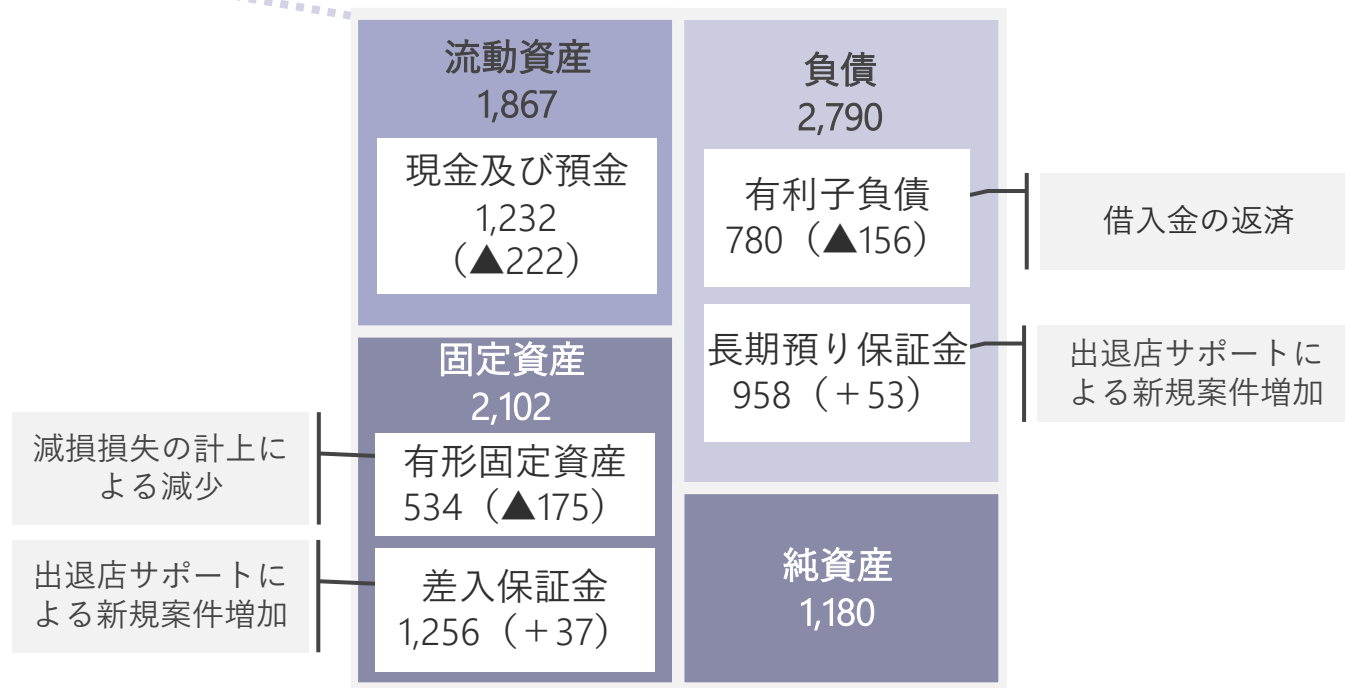 流動資産
1,867
現金及び預金
1,232
（▲222）
固定資産
2,102
有形固定資産
534（▲175）
差入保証金
1,256（＋37）
減損損失の計上に
よる減少
出退店サポートに
よる新規案件増加
負債
2,790
有利子負債
780（▲156）
長期預り保証金
958（＋53）
純資産
1,180
借入金の返済
出退店サポートに
よる新規案件増加